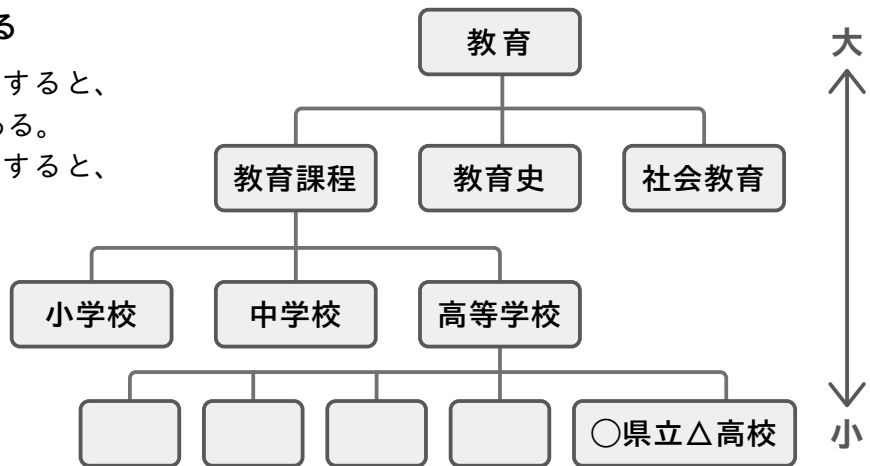 る
すると、
ある。
すると、
教育
大
教育課程
教育史
社会教育
小学校
中学校
高等学校
○県立△高校
小